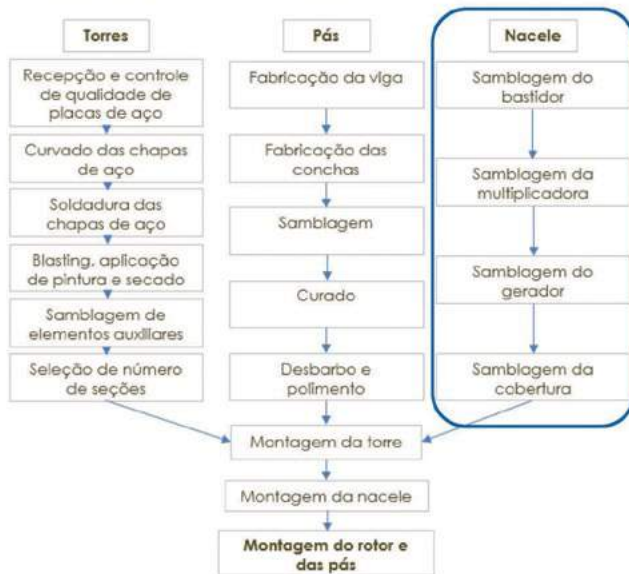 Torres
Recepção e controle
de qualidade de
placas de aço
Curvado das chapas
de aço
Soldadura das
chapas de aço
Blasting, aplicação
de pintura e secado
Samblagem de
elementos auxiliares
Seleção de número
de seções
Pás
Fabricação da viga
Fabricação das
conchas
Samblagem
Curado
Desbarbo e
polimento
Nacele
Samblagem do
bastidor
Samblagem da
multiplicadora
Samblagem do
gerador
Samblagem da
cobertura
Montagem da torre
Montagem da nacele
Montagem do rotor e
das pás